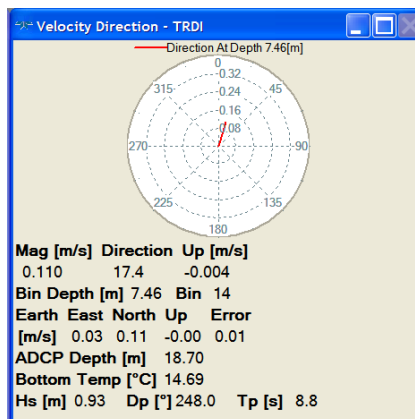 Velocity Direction - TRDI
Direction At Depth 7.46[m]
0
0.32
315 45
0.24
0.16
0.08
270 90
225 135
180
Mag [m/s] Direction Up [m/s]
0.110 17.4 -0.004
Bin Depth [m] 7.46 Bin 14
Earth East North Up Error
[m/s] 0.03 0.11 -0.00 0.01
ADCP Depth [m] 18.70
Bottom Temp [°C] 14.69
Hs [m] 0.93 Dp [°] 248.0 Tp [s] 8.8